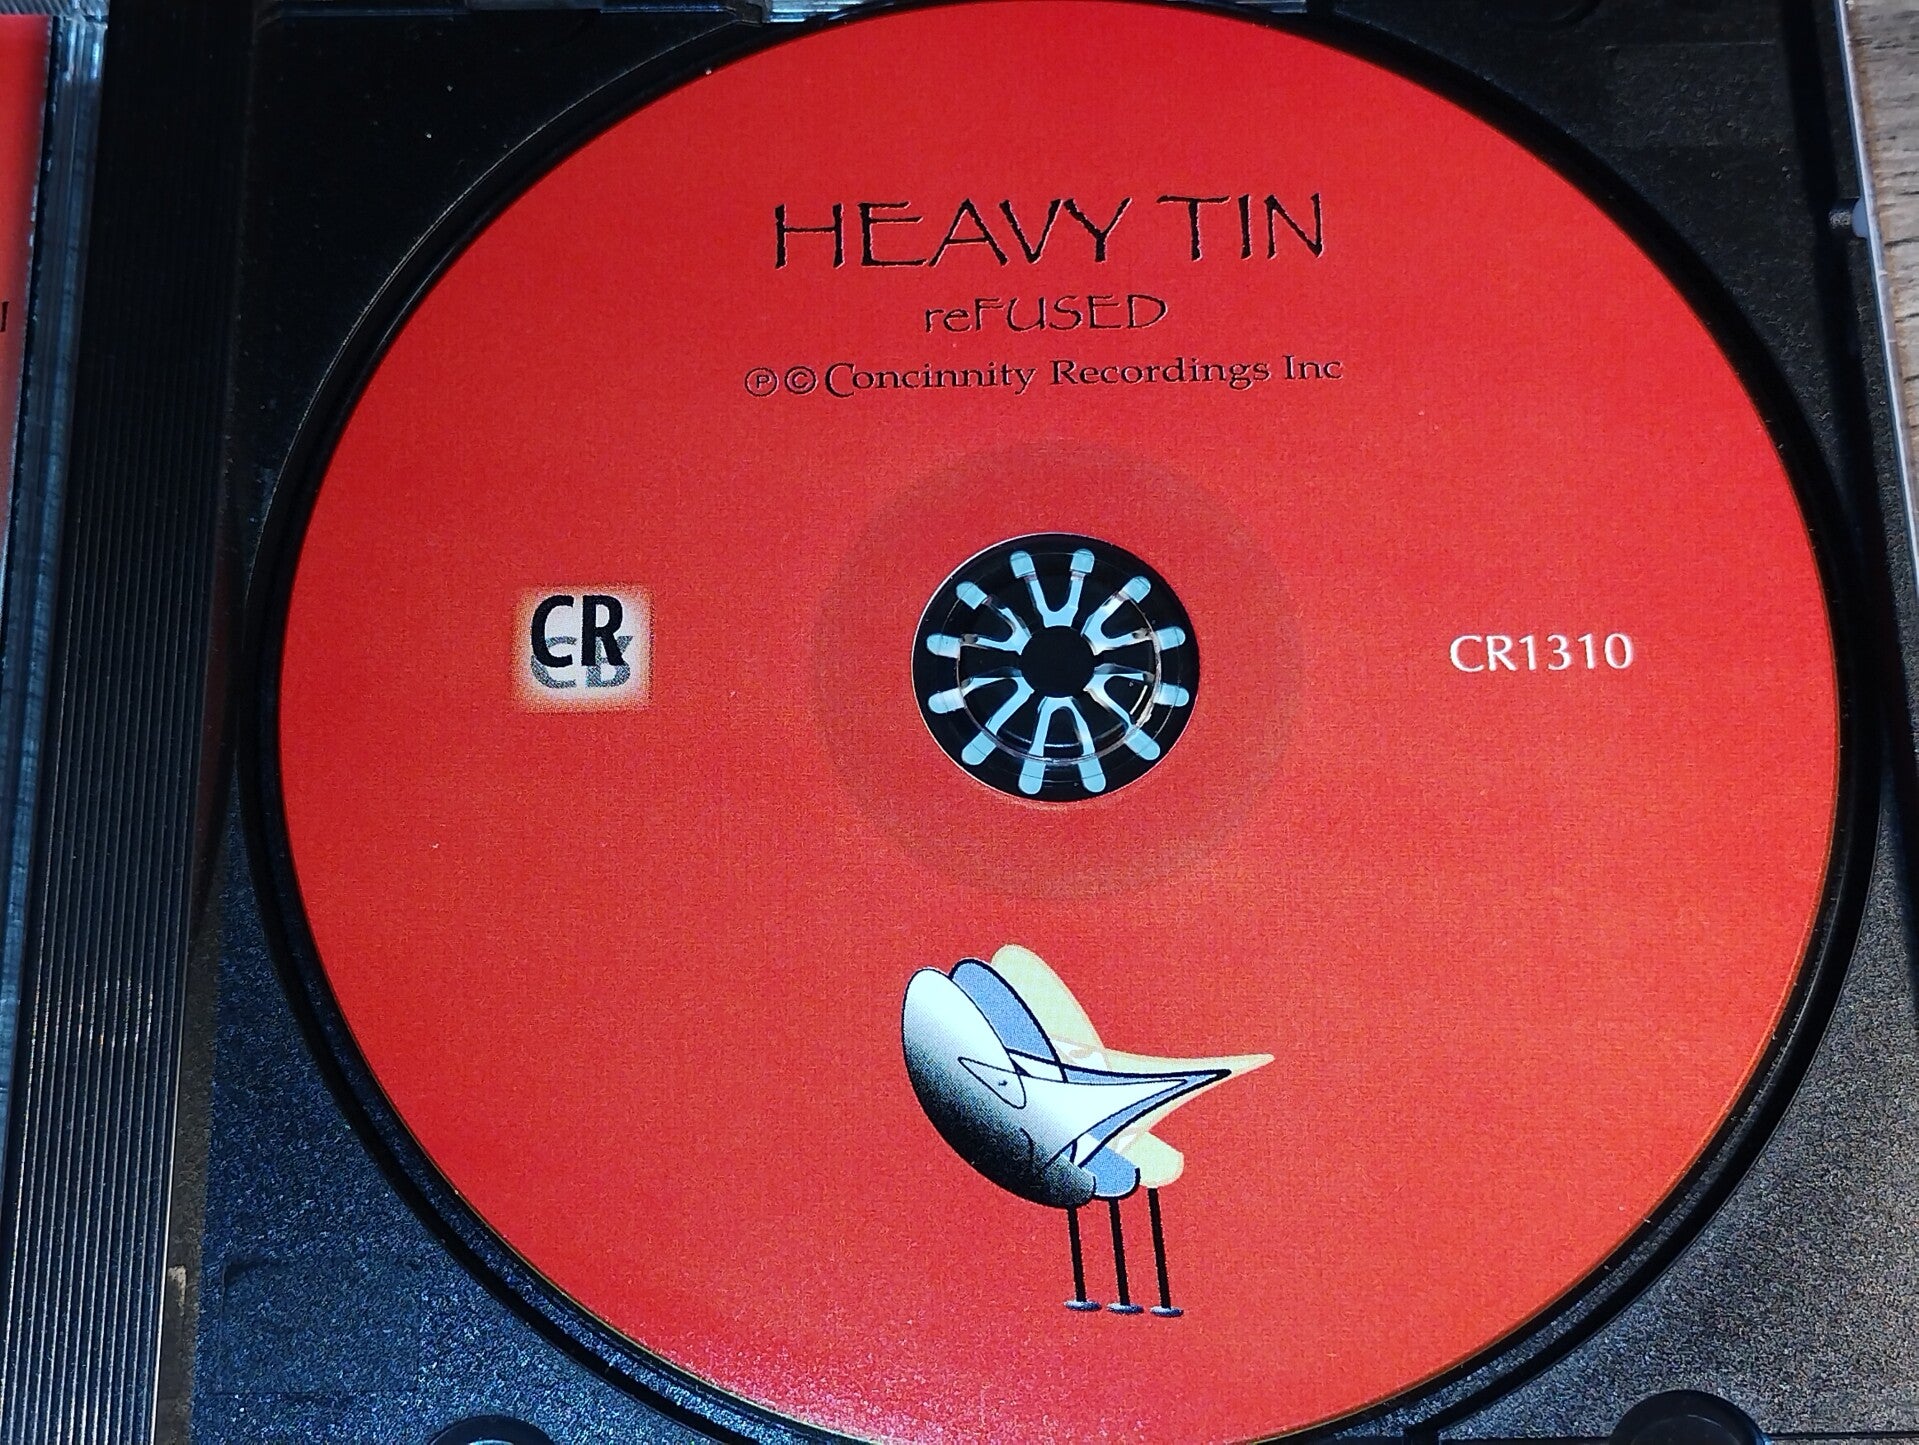 HEAVY TIN
reFUSED
℗ © Concinnity Recordings Inc
CR
CR1310